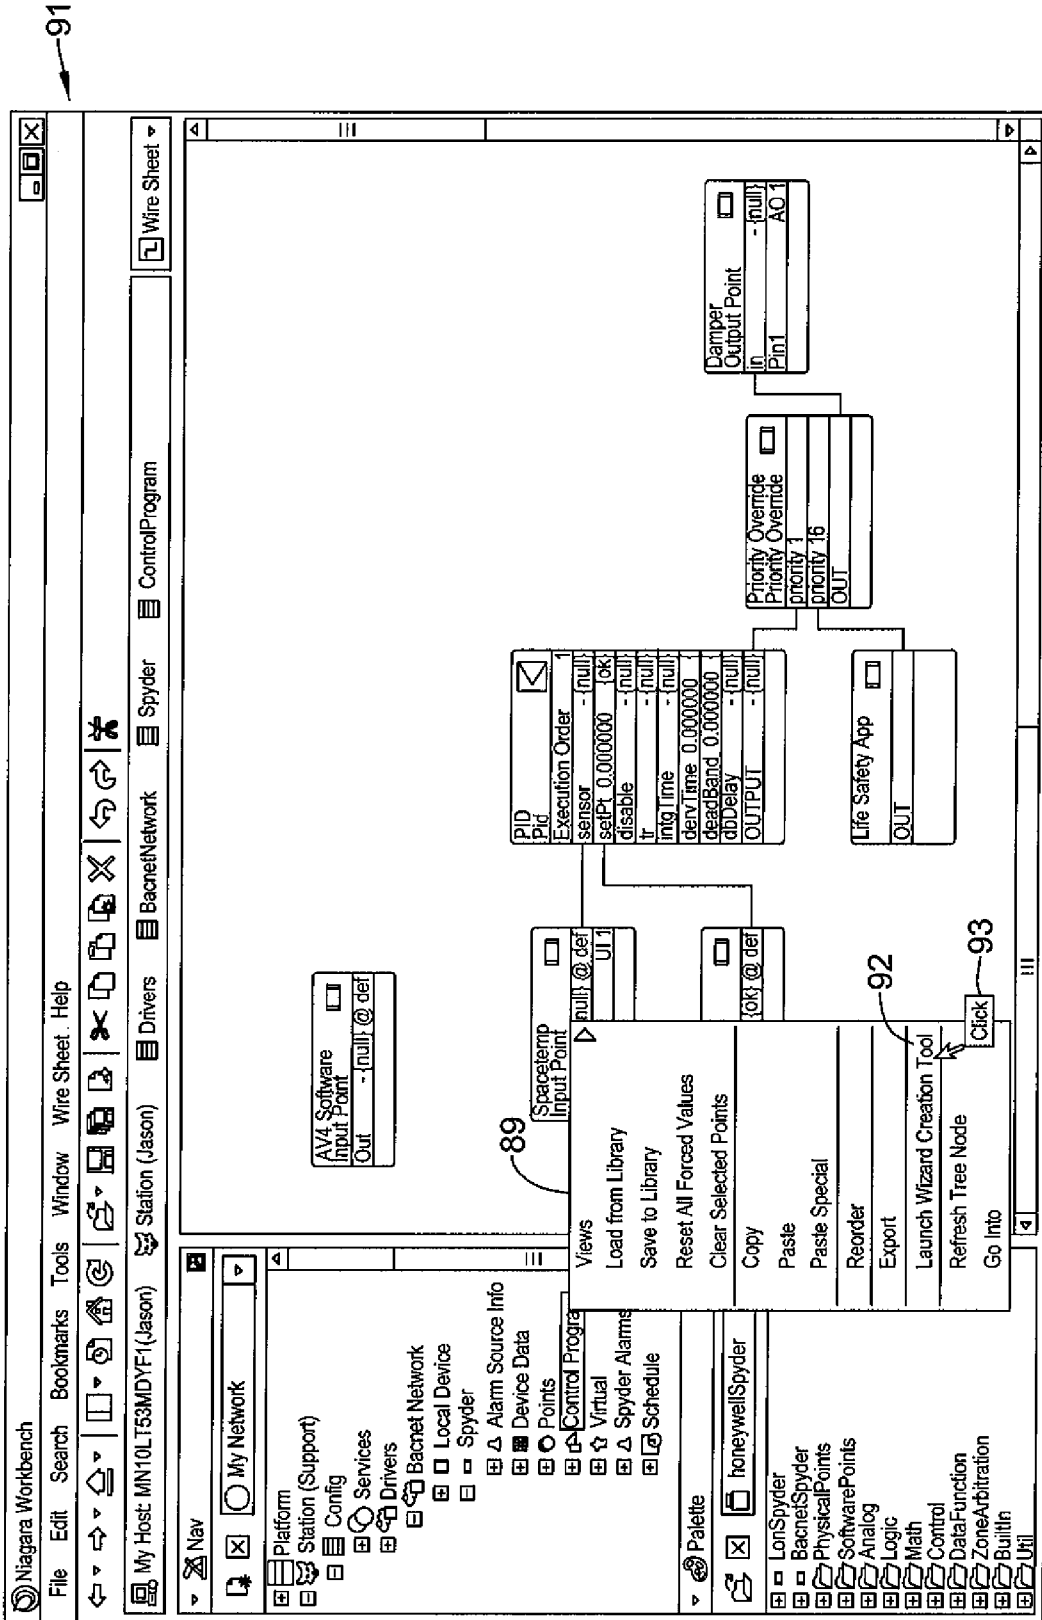 91
Niagara Workbench
File Edit Search Bookmarks Tools Window Wire Sheet Help
My Host: MN10LT53MDYF1(Jason) Station (Jason) Drivers BacnetNetwork Spyder ControlProgram Wire Sheet
Nav
My Network
Platform
Station (Support)
Config
Services
Drivers
Bacnet Network
Local Device
Spyder
Alarm Source Info
Device Data
Points
Control Progra
Virtual
Spyder Alarms
Schedule
Palette
honeywellSpyder
LonSpyder
BacnetSpyder
PhysicalPoints
SoftwarePoints
Analog
Logic
Math
Control
DataFunction
ZoneArbitration
BuiltIn
Util
89
Views
Load from Library
Save to Library
Reset All Forced Values
Clear Selected Points
Copy
Paste
Paste Special
Reorder
Export
Launch Wizard Creation Tool
Refresh Tree Node
Go Into
92
Click
93
AV4 Software
Input Point
Out - {null} @ def
Spacetemp
Input Point
null} @ def
UI 1
{ok} @ def
PID
Pid
Execution Order 1
sensor - {null}
setPt 0.000000 {ok
disable - {null}
tr - {null}
intgTime - {null}
dervTime 0.000000
deadBand 0.000000
dbDelay - {null}
OUTPUT - {null}
Life Safety App
OUT
Priority Override
Priority Override
priority 1
priority 16
OUT
Damper
Output Point
in - {null}
Pin1 AO 1